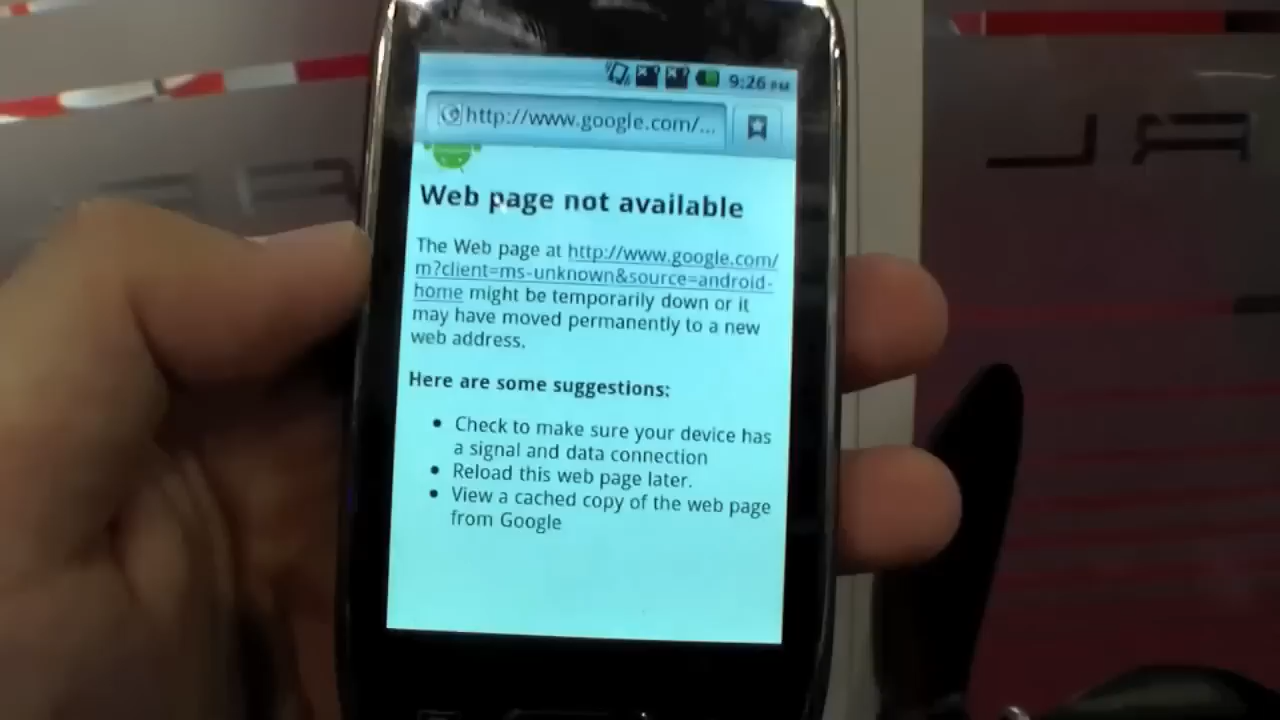 9:26 PM
http://www.google.com/...
Web page not available
The Web page at http://www.google.com/
m?client=ms-unknown&source=android-
home might be temporarily down or it
may have moved permanently to a new
web address.
Here are some suggestions:
• Check to make sure your device has
a signal and data connection
• Reload this web page later.
• View a cached copy of the web page
from Google